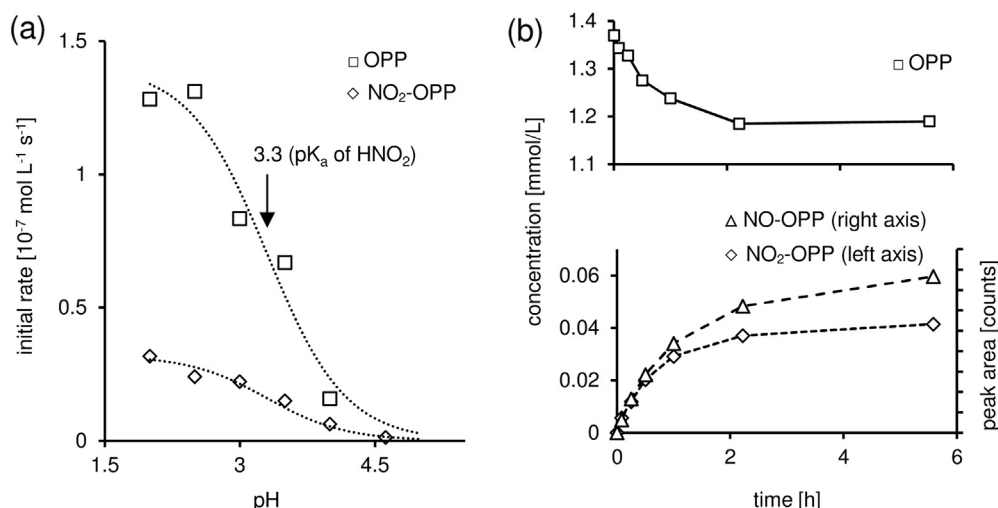 (a)
initial rate [10⁻⁷ mol L⁻¹ s⁻¹]
1.5
1
0.5
0
OPP
NO₂-OPP
3.3 (pKₐ of HNO₂)
1.5
3
4.5
pH
(b)
concentration [mmol/L]
1.4
1.3
1.2
1.1
OPP
NO-OPP (right axis)
NO₂-OPP (left axis)
0.06
0.04
0.02
0
0
2
4
6
time [h]
peak area [counts]